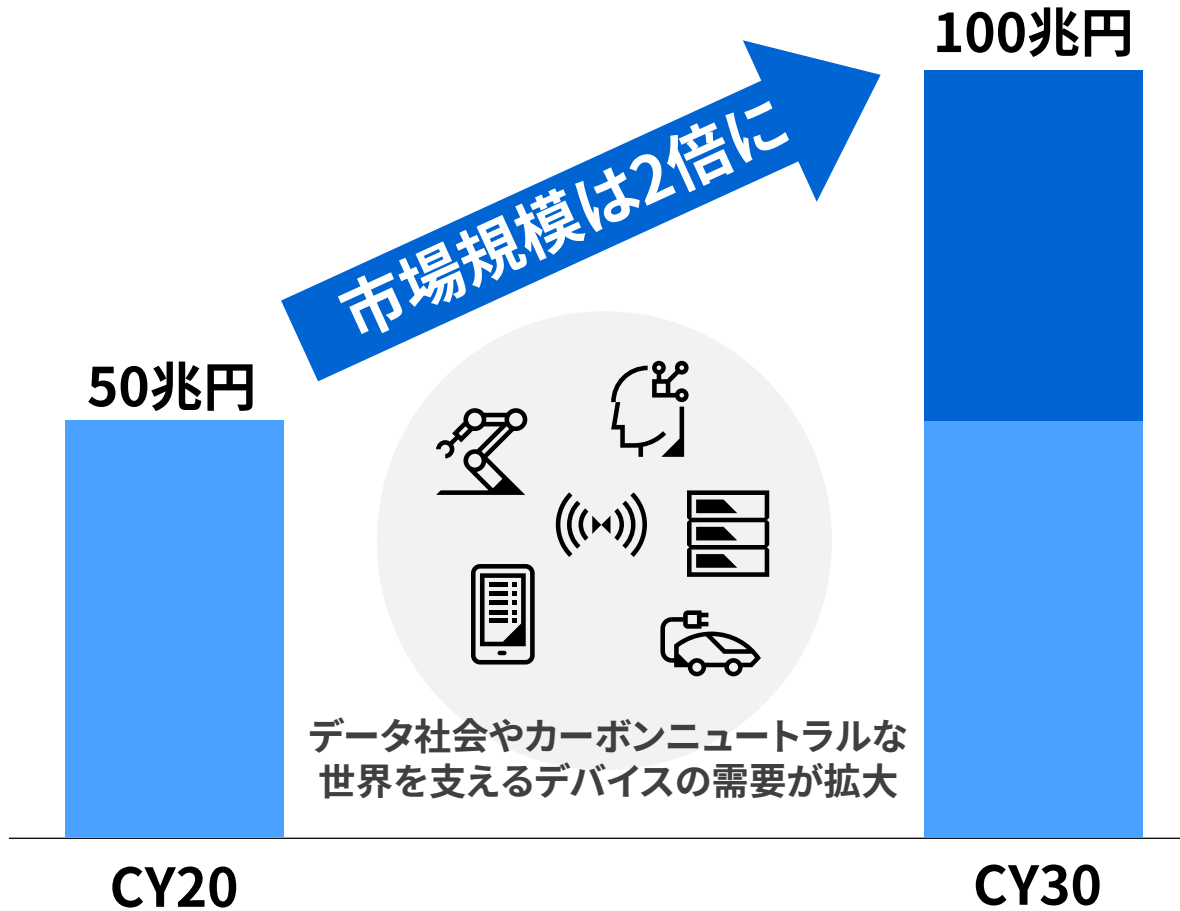 100兆円
市場規模は2倍に
50兆円
データ社会やカーボンニュートラルな
世界を支えるデバイスの需要が拡大
CY20
CY30